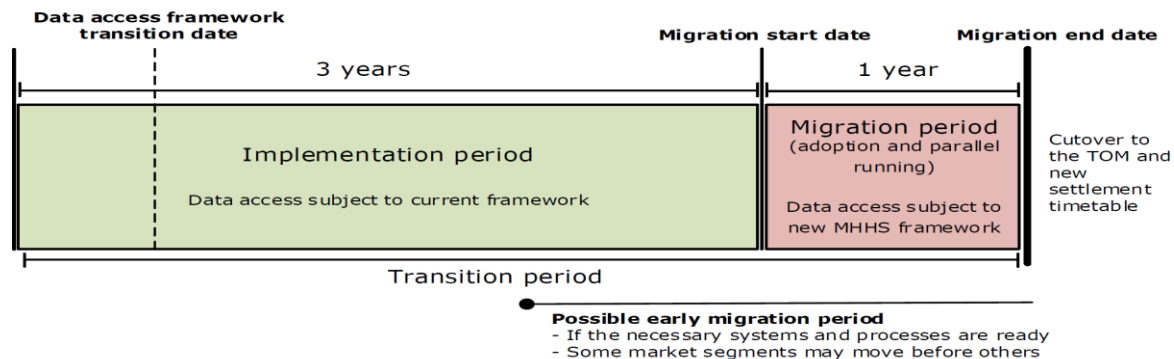 Data access framework
transition date
Migration start date
Migration end date
3 years
1 year
Implementation period
Data access subject to current framework
Migration period
(adoption and parallel
running)
Data access subject to
new MHHS framework
Cutover to
the TOM and
new
settlement
timetable
Transition period
Possible early migration period
- If the necessary systems and processes are ready
- Some market segments may move before others